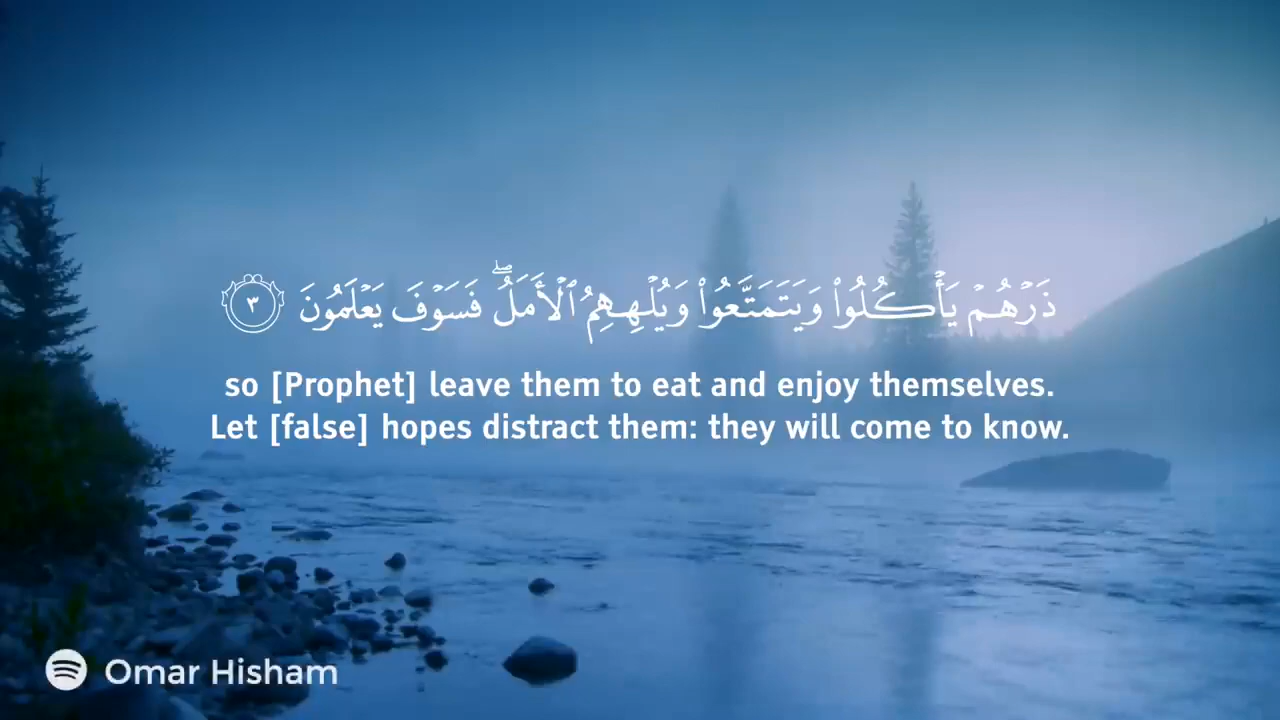 ذَرْهُمْ يَأْكُلُوا۟ وَيَتَمَتَّعُوا۟ وَيُلْهِهِمُ ٱلْأَمَلُ ۖ فَسَوْفَ يَعْلَمُونَ ٣
so [Prophet] leave them to eat and enjoy themselves.
Let [false] hopes distract them: they will come to know.
Omar Hisham